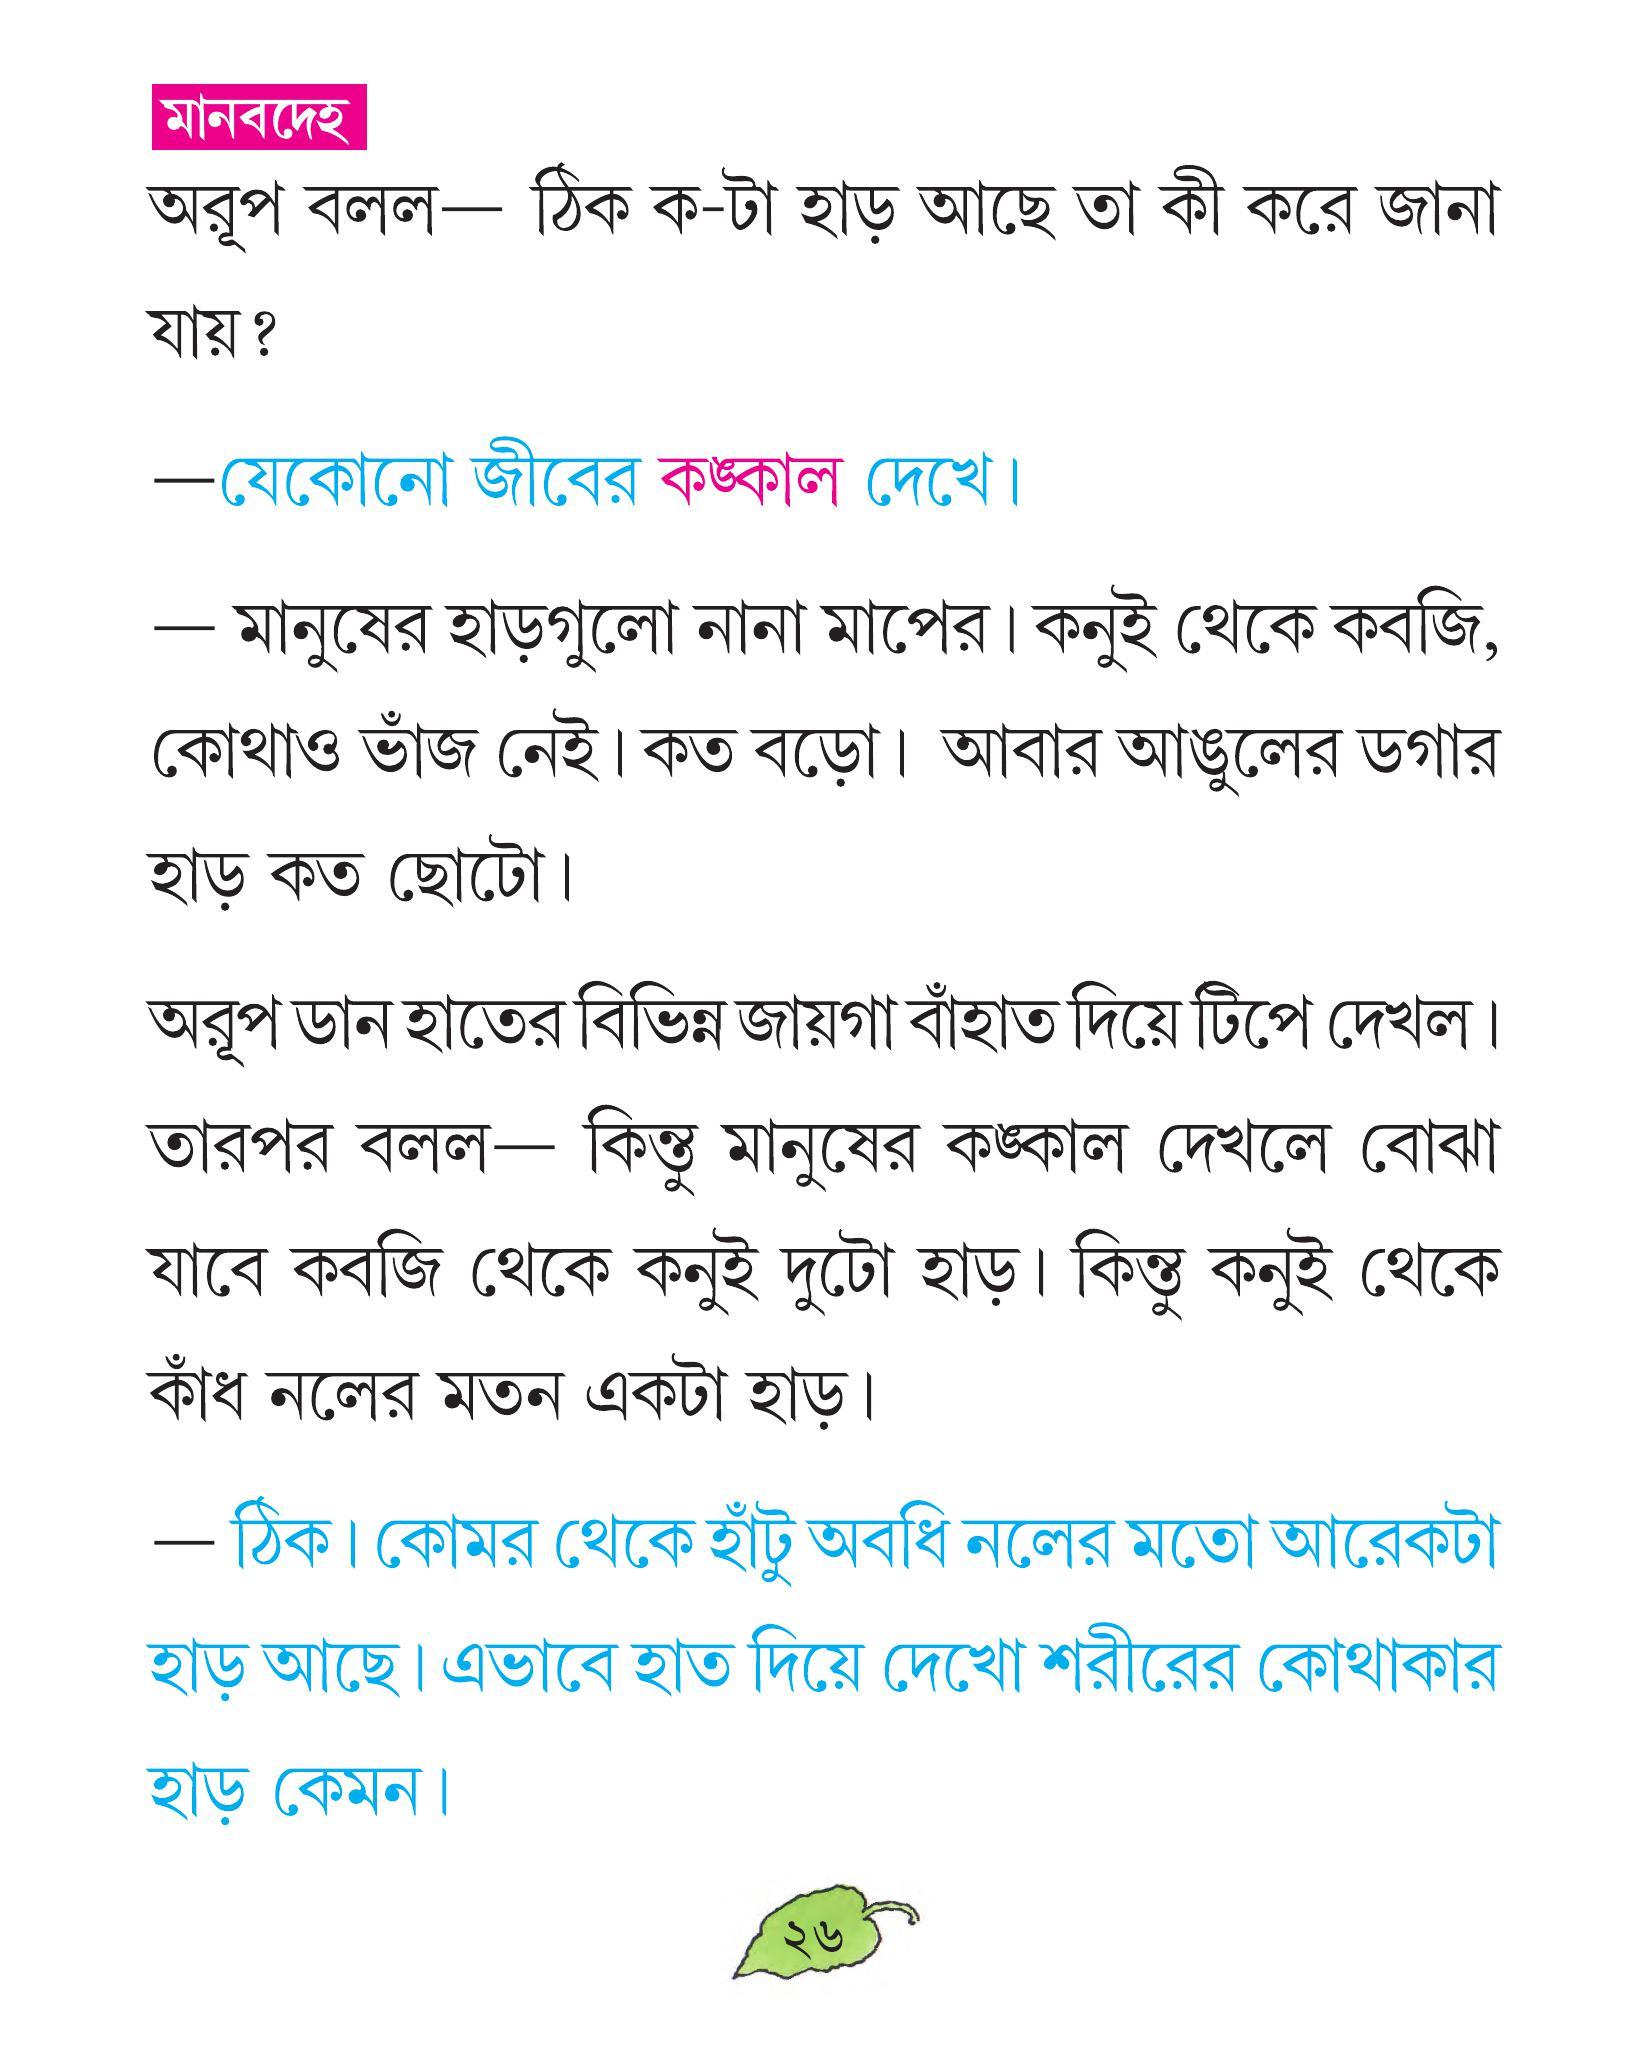 মানবদেহ
অরূপ বলল— ঠিক ক-টা হাড় আছে তা কী করে জানা
যায়?
—যেকোনো জীবের কঙ্কাল দেখে।
— মানুষের হাড়গুলো নানা মাপের। কনুই থেকে কবজি,
কোথাও ভাঁজ নেই। কত বড়ো। আবার আঙুলের ডগার
হাড় কত ছোটো।
অরূপ ডান হাতের বিভিন্ন জায়গা বাঁহাত দিয়ে টিপে দেখল।
তারপর বলল— কিন্তু মানুষের কঙ্কাল দেখলে বোঝা
যাবে কবজি থেকে কনুই দুটো হাড়। কিন্তু কনুই থেকে
কাঁধ নলের মতন একটা হাড়।
— ঠিক। কোমর থেকে হাঁটু অবধি নলের মতো আরেকটা
হাড় আছে। এভাবে হাত দিয়ে দেখো শরীরের কোথাকার
হাড় কেমন।
২৬